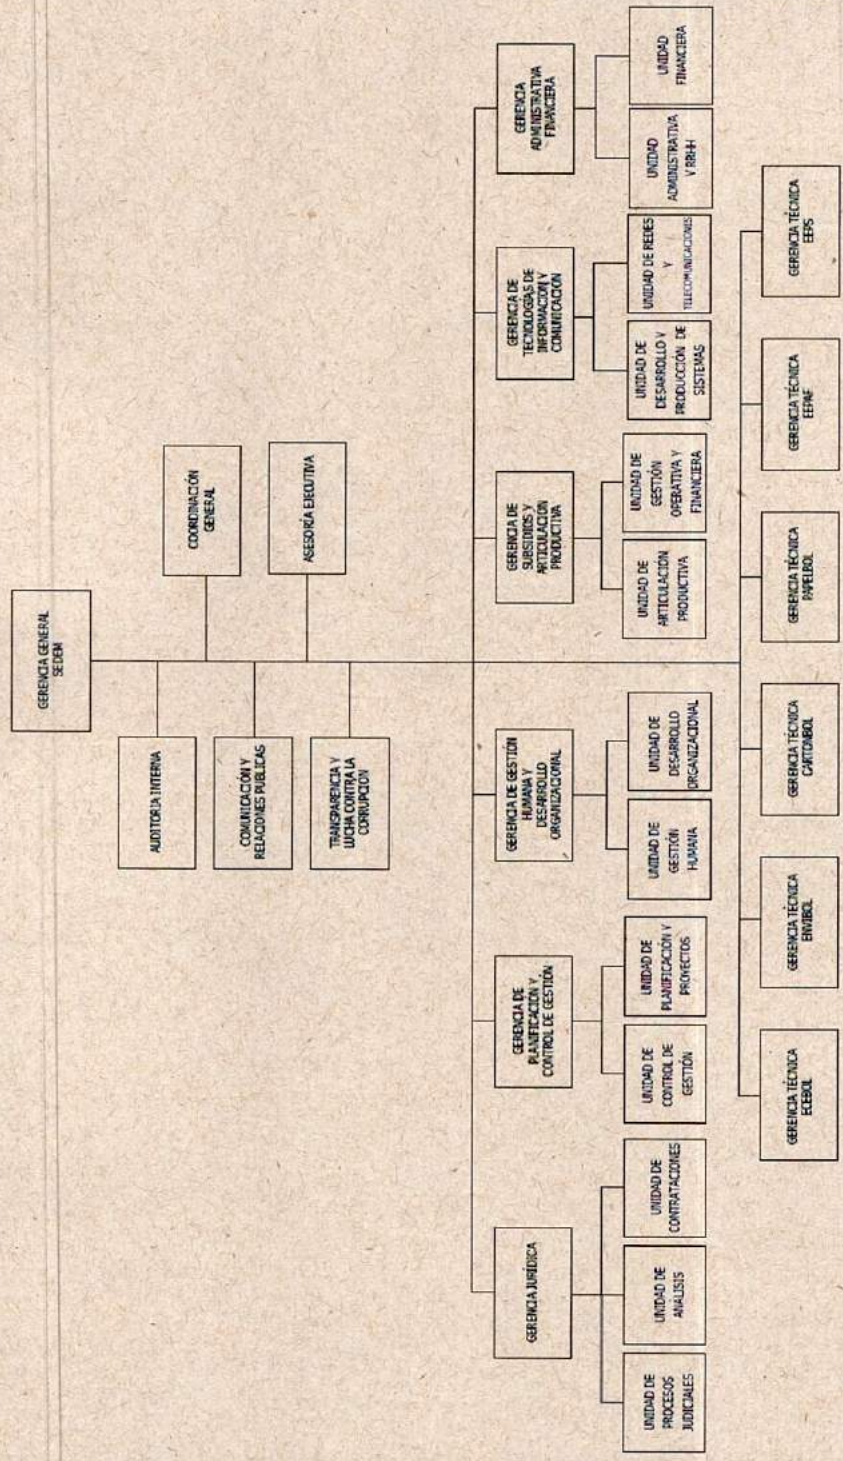 GERENCIA GENERAL
SEDEM
COORDINACIÓN
GENERAL
ASESORÍA EJECUTIVA
AUDITORIA INTERNA
COMUNICACIÓN Y
RELACIONES PUBLICAS
TRANSPARENCIA Y
LUCHA CONTRA LA
CORRUPCION
GERENCIA JURÍDICA
UNIDAD DE
PROCESOS
JUDICIALES
UNIDAD DE
ANÁLISIS
UNIDAD DE
CONTRATACIONES
GERENCIA DE
PLANIFICACIÓN Y
CONTROL DE GESTIÓN
UNIDAD DE
CONTROL DE
GESTIÓN
UNIDAD DE
PLANIFICACIÓN Y
PROYECTOS
GERENCIA DE GESTIÓN
HUMANA Y
DESARROLLO
ORGANIZACIONAL
UNIDAD DE
GESTIÓN
HUMANA
UNIDAD DE
DESARROLLO
ORGANIZACIONAL
GERENCIA DE
SUBSIDIOS Y
ARTICULACIÓN
PRODUCTIVA
UNIDAD DE
ARTICULACIÓN
PRODUCTIVA
UNIDAD DE
GESTIÓN
OPERATIVA Y
FINANCIERA
GERENCIA DE
TECNOLOGÍAS DE
INFORMACIÓN Y
COMUNICACION
UNIDAD DE
DESARROLLO Y
PRODUCCIÓN DE
SISTEMAS
UNIDAD DE REDES
Y
TELECOMUNICACIONES
GERENCIA
ADMINISTRATIVA
FINANCIERA
UNIDAD
ADMINISTRATIVA
Y RRHH
UNIDAD
FINANCIERA
GERENCIA TÉCNICA
ECEBOL
GERENCIA TÉCNICA
ENVIBOL
GERENCIA TÉCNICA
CARTONBOL
GERENCIA TÉCNICA
PAPELBOL
GERENCIA TÉCNICA
EEPAF
GERENCIA TÉCNICA
EEPS